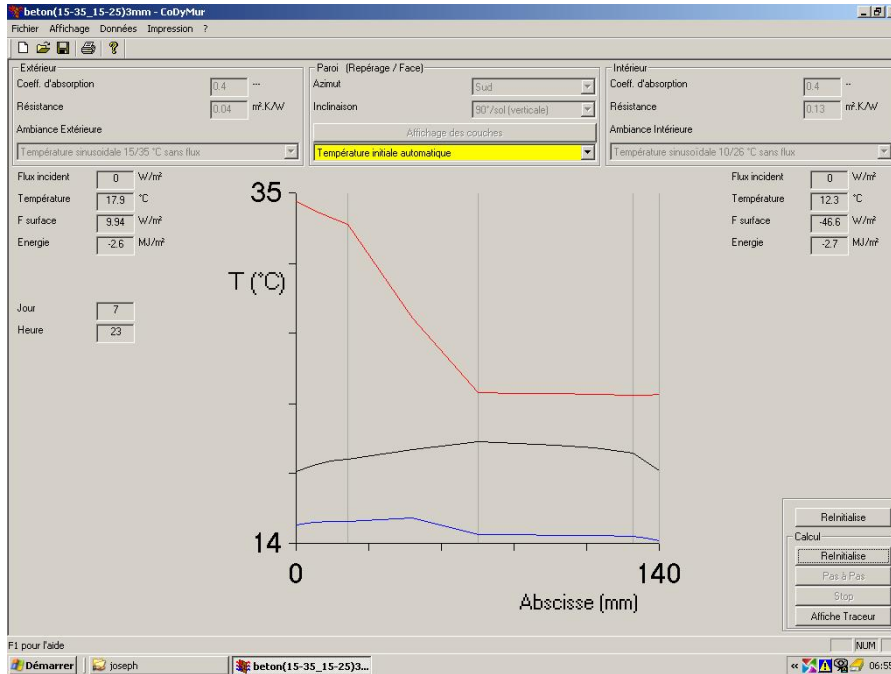 beton(15-35_15-25)3mm - CoDyMur
Fichier Affichage Données Impression ?
Extérieur
Coeff. d'absorption 0.4 --
Résistance 0.04 m².K/W
Ambiance Extérieure
Température sinusoidale 15/35 °C sans flux
Paroi (Repérage / Face)
Azimut Sud
Inclinaison 90°/sol (verticale)
Affichage des couches
Température initiale automatique
Intérieur
Coeff. d'absorption 0.4 --
Résistance 0.13 m².K/W
Ambiance Intérieure
Température sinusoïdale 10/26 °C sans flux
Flux incident 0 W/m²
Température 17.9 °C
F surface 9.94 W/m²
Energie -2.6 MJ/m²
Jour 7
Heure 23
35
T (°C)
14
0
140
Abscisse (mm)
Flux incident 0 W/m²
Température 12.3 °C
F surface -46.6 W/m²
Energie -2.7 MJ/m²
ReInitialise
Calcul
ReInitialise
Pas à Pas
Stop
Affiche Traceur
F1 pour l'aide
NUM
Démarrer
joseph
beton(15-35_15-25)3...
« 06:55